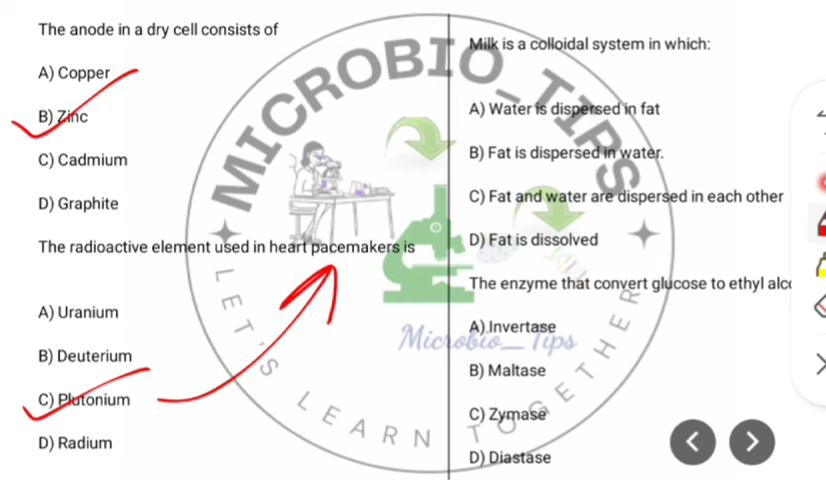 The anode in a dry cell consists of
A) Copper
B) Zinc
C) Cadmium
D) Graphite
The radioactive element used in heart pacemakers is
A) Uranium
B) Deuterium
C) Plutonium
D) Radium
Milk is a colloidal system in which:
A) Water is dispersed in fat
B) Fat is dispersed in water.
C) Fat and water are dispersed in each other
D) Fat is dissolved
The enzyme that convert glucose to ethyl alco
A) Invertase
B) Maltase
C) Zymase
D) Diastase
MICROBIO_TIPS
Microbio_Tips
LET'S LEARN TOGETHER